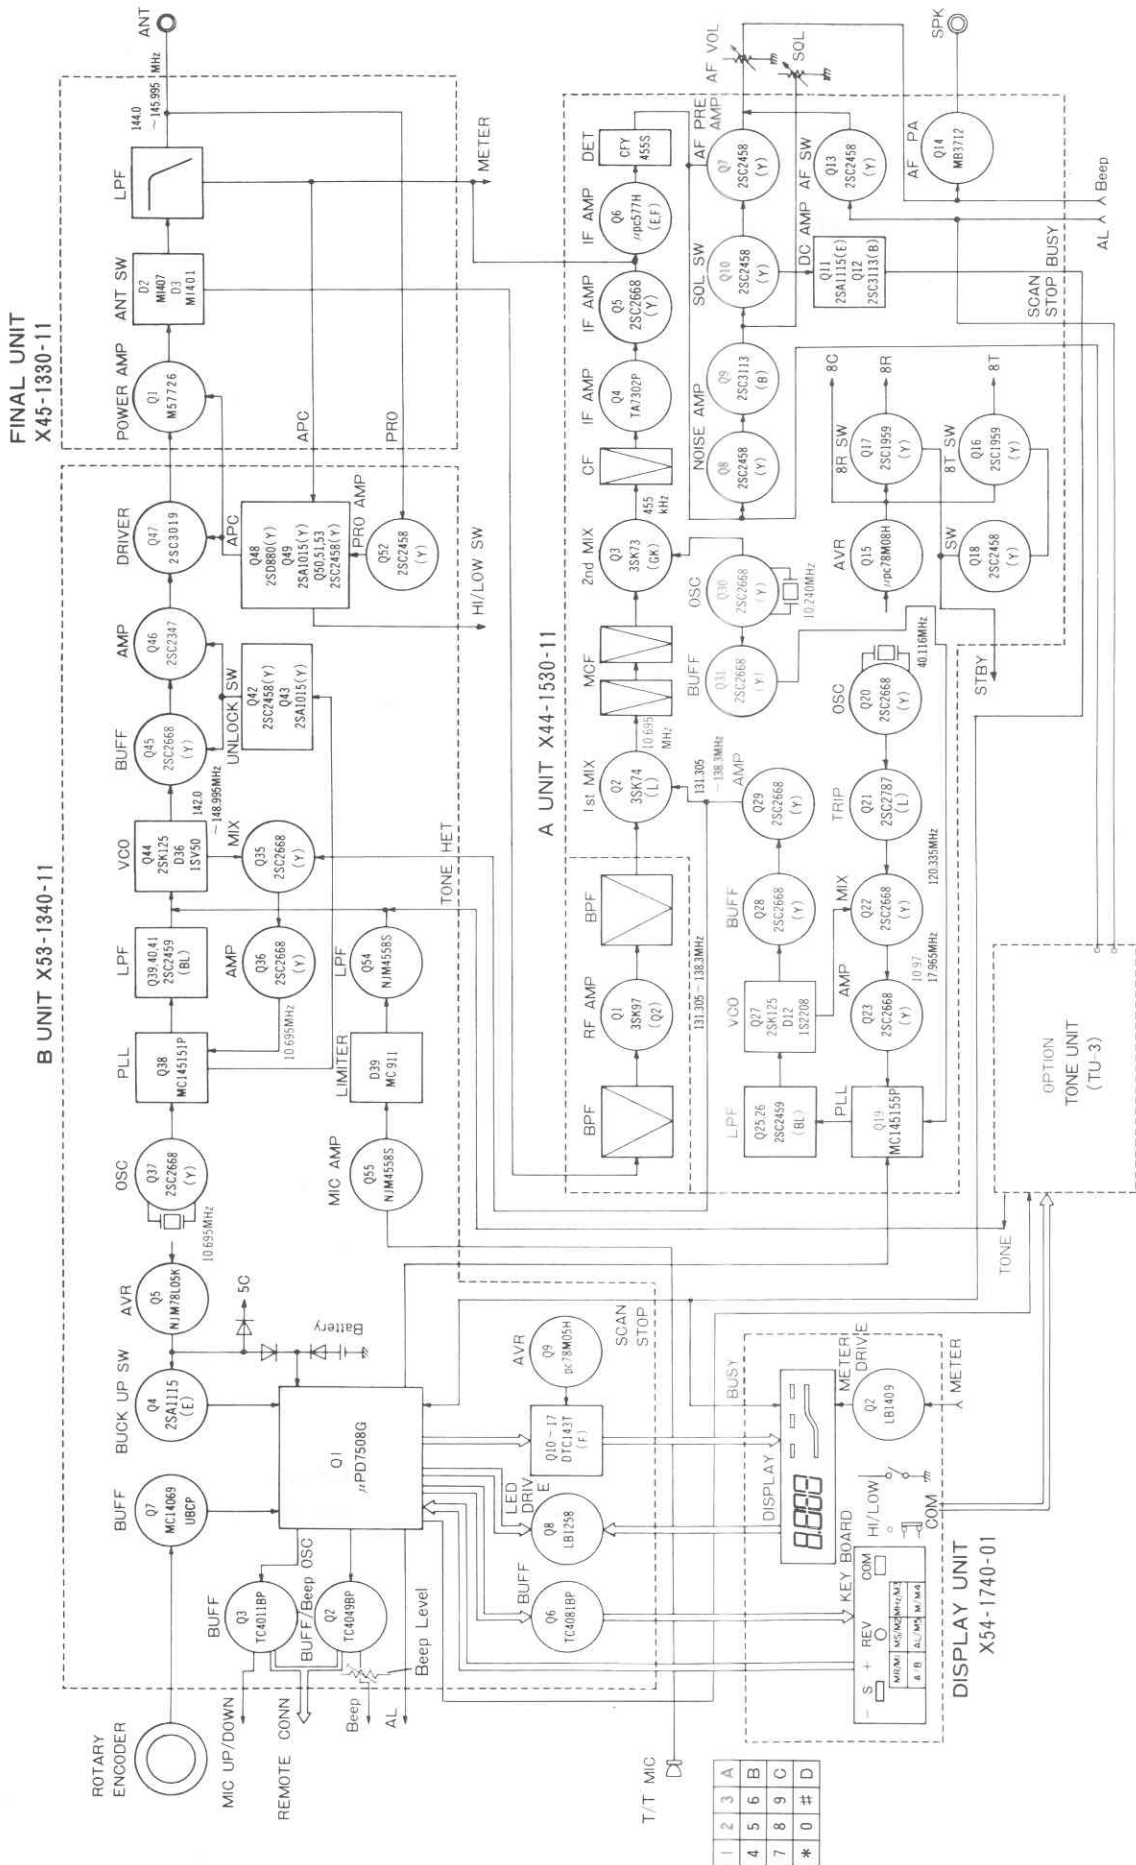 FINAL UNIT
X45-1330-11
B UNIT X53-1340-11
A UNIT X44-1530-11
DISPLAY UNIT
X54-1740-01
ROTARY
ENCODER
MIC UP/DOWN
REMOTE CONN
Beep
AL
Beep Level
T/T MIC
BUFF
Q7
MC14069
UBCP
BUCK UP SW
Q4
2SA1115
(E)
AVR
Q5
NJM78L05K
5C
Battery
OSC
Q37
2SC2668
(Y)
10.695MHz
PLL
Q38
MC145151P
LPF
Q39,40,41
2SC2459
(BL)
VCO
Q44
2SK125
D36
1SV50
142.0
~148.995MHz
BUFF
Q45
2SC2668
(Y)
AMP
Q46
2SC2347
DRIVER
Q47
2SC3019
POWER AMP
Q1
M57726
ANT SW
D2
MI407
D3
MI401
LPF
144.0
~145.995 MHz
ANT
METER
APC
PRO
MIX
Q35
2SC2668
(Y)
AMP
Q36
2SC2668
(Y)
10.695MHz
UNLOCK SW
Q42
2SC2458(Y)
Q43
2SA1015(Y)
APC
Q48
2SD880(Y)
Q49
2SA1015(Y)
Q50,51,53
2SC2458(Y)
PRO AMP
Q52
2SC2458
(Y)
HI/LOW SW
TONE HET
MIC AMP
Q55
NJM4558S
LIMITER
D39
MC911
LPF
Q54
NJM4558S
Q1
μPD7508G
BUFF
Q3
TC4011BP
BUFF/Beep OSC
Q2
TC4049BP
BUFF
Q6
TC4081BP
LED
DRIVE
Q8
LB1258
AVR
Q9
pc78M05H
Q10~17
DTC143T
(F)
SCAN
STOP
BUSY
DISPLAY
8.888
METER
DRIVE
Q2
LB1409
METER
KEY BOARD
HI/LOW
COM
- S + REV COM
MR/M1 MS/M2 MHz/M3
A/B AL/M5 M/M4
1 2 3 A
4 5 6 B
7 8 9 C
* 0 # D
BPF
RF AMP
Q1
3SK97
(Q2)
BPF
131.305~138.3MHz
1st MIX
Q2
3SK74
(L)
10.695
MHz
MCF
2nd MIX
Q3
3SK73
(GK)
455
kHz
CF
IF AMP
Q4
TA7302P
IF AMP
Q5
2SC2668
(Y)
IF AMP
Q6
μpc577H
(E,F)
DET
CFY
455S
131.305
~138.3MHz
LPF
Q25,26
2SC2459
(BL)
VCO
Q27
2SK125
D12
1S2208
BUFF
Q28
2SC2668
(Y)
AMP
Q29
2SC2668
(Y)
BUFF
Q31
2SC2668
(Y)
OSC
Q30
2SC2668
(Y)
10.240MHz
NOISE AMP
Q8
2SC2458
(Y)
Q9
2SC3113
(B)
SQL SW
Q10
2SC2458
(Y)
AF PRE
AMP
Q7
2SC2458
(Y)
AF VOL
SQL
DC AMP
Q11
2SA1115(E)
Q12
2SC3113(B)
AF SW
Q13
2SC2458
(Y)
AF PA
Q14
MB3712
SPK
Beep
AL
PLL
Q19
MC145155P
AMP
Q23
2SC2668
(Y)
10.97
17.965MHz
MIX
Q22
2SC2668
(Y)
120.335MHz
TRIP
Q21
2SC2787
(L)
OSC
Q20
2SC2668
(Y)
40.116MHz
AVR
Q15
μpc78M08H
8R SW
Q17
2SC1959
(Y)
8T SW
Q16
2SC1959
(Y)
SW
Q18
2SC2458
(Y)
8C
8R
8T
STBY
SCAN
STOP
BUSY
TONE
OPTION
TONE UNIT
(TU-3)